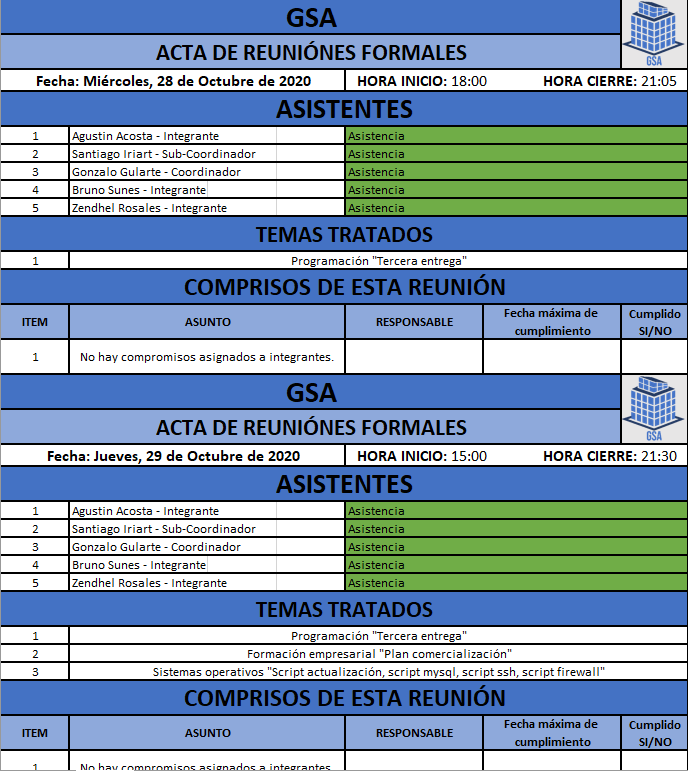 GSA
GSA
ACTA DE REUNIÓNES FORMALES
Fecha: Miércoles, 28 de Octubre de 2020 HORA INICIO: 18:00 HORA CIERRE: 21:05
ASISTENTES
1 Agustin Acosta - Integrante Asistencia
2 Santiago Iriart - Sub-Coordinador Asistencia
3 Gonzalo Gularte - Coordinador Asistencia
4 Bruno Sunes - Integrante Asistencia
5 Zendhel Rosales - Integrante Asistencia
TEMAS TRATADOS
1 Programación "Tercera entrega"
COMPRISOS DE ESTA REUNIÓN
ITEM ASUNTO RESPONSABLE Fecha máxima de cumplimiento Cumplido SI/NO
1 No hay compromisos asignados a integrantes.
GSA
GSA
ACTA DE REUNIÓNES FORMALES
Fecha: Jueves, 29 de Octubre de 2020 HORA INICIO: 15:00 HORA CIERRE: 21:30
ASISTENTES
1 Agustin Acosta - Integrante Asistencia
2 Santiago Iriart - Sub-Coordinador Asistencia
3 Gonzalo Gularte - Coordinador Asistencia
4 Bruno Sunes - Integrante Asistencia
5 Zendhel Rosales - Integrante Asistencia
TEMAS TRATADOS
1 Programación "Tercera entrega"
2 Formación empresarial "Plan comercialización"
3 Sistemas operativos "Script actualización, script mysql, script ssh, script firewall"
COMPRISOS DE ESTA REUNIÓN
ITEM ASUNTO RESPONSABLE Fecha máxima de cumplimiento Cumplido SI/NO
1 No hay compromisos asignados a integrantes.